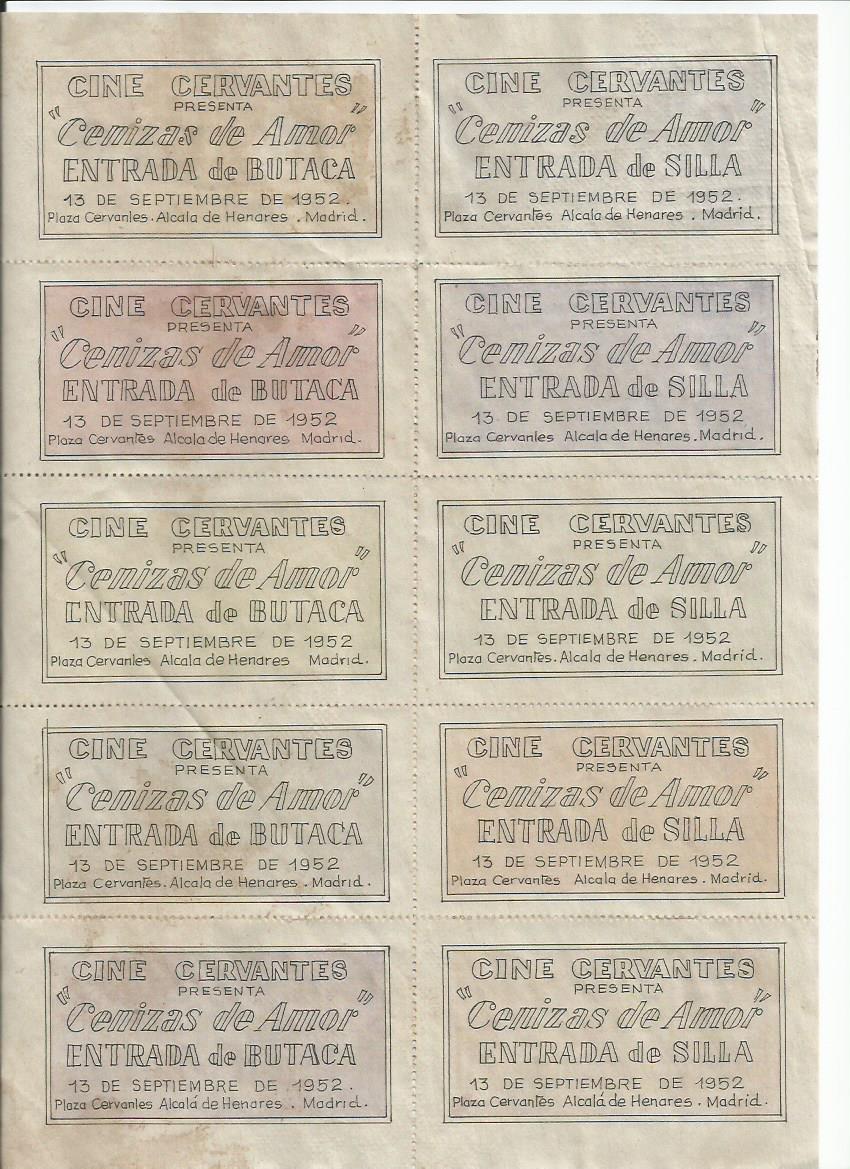 CINE CERVANTES
PRESENTA
"Cenizas de Amor"
ENTRADA de BUTACA
13 DE SEPTIEMBRE DE 1952.
Plaza Cervantes. Alcala de Henares. Madrid.
CINE CERVANTES
PRESENTA
"Cenizas de Amor"
ENTRADA de SILLA
13 DE SEPTIEMBRE DE 1952.
Plaza Cervantes Alcala de Henares. Madrid.
CINE CERVANTES
PRESENTA
"Cenizas de Amor"
ENTRADA de BUTACA
13 DE SEPTIEMBRE DE 1952
Plaza Cervantes Alcala de Henares Madrid.
CINE CERVANTES
PRESENTA
"Cenizas de Amor"
ENTRADA de SILLA
13 DE SEPTIEMBRE DE 1952
Plaza Cervantes Alcala de Henares. Madrid.
CINE CERVANTES
PRESENTA
"Cenizas de Amor"
ENTRADA de BUTACA
13 DE SEPTIEMBRE DE 1952
Plaza Cervantes Alcala de Henares Madrid.
CINE CERVANTES
PRESENTA
"Cenizas de Amor"
ENTRADA de SILLA
13 DE SEPTIEMBRE DE 1952
Plaza Cervantes. Alcala de Henares. Madrid.
CINE CERVANTES
PRESENTA
"Cenizas de Amor"
ENTRADA de BUTACA
13 DE SEPTIEMBRE DE 1952
Plaza Cervantes. Alcala de Henares. Madrid.
CINE CERVANTES
PRESENTA
"Cenizas de Amor"
ENTRADA de SILLA
13 DE SEPTIEMBRE DE 1952
Plaza Cervantes Alcala de Henares. Madrid.
CINE CERVANTES
PRESENTA
"Cenizas de Amor"
ENTRADA de BUTACA
13 DE SEPTIEMBRE DE 1952.
Plaza Cervantes Alcalá de Henares. Madrid.
CINE CERVANTES
PRESENTA
"Cenizas de Amor"
ENTRADA de SILLA
13 DE SEPTIEMBRE DE 1952
Plaza Cervantes Alcalá de Henares. Madrid.